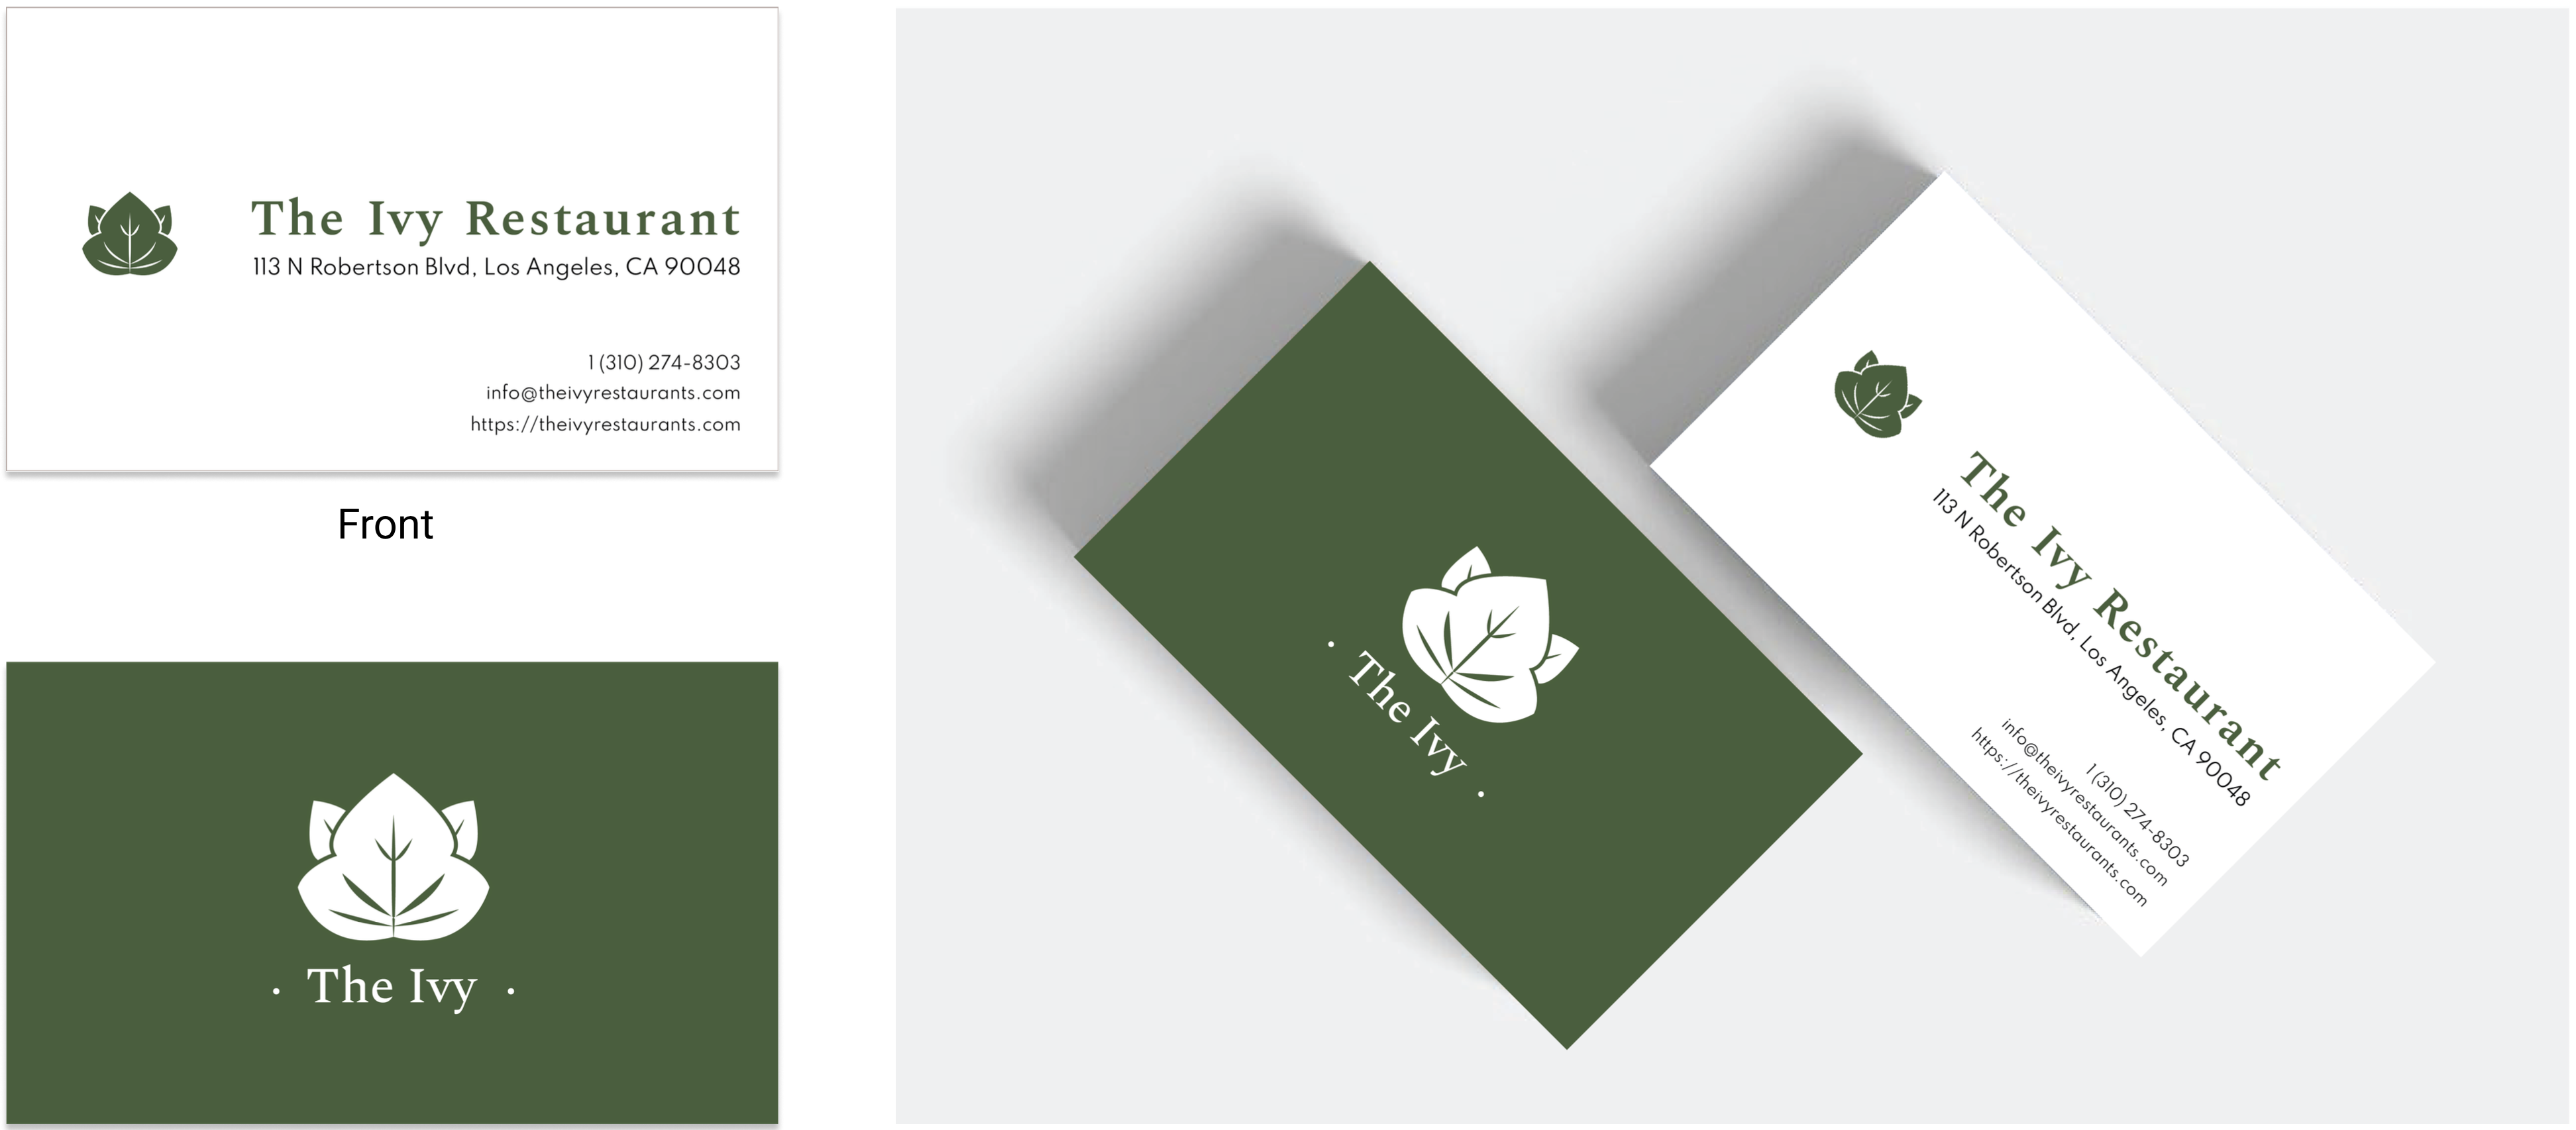 The Ivy Restaurant
113 N Robertson Blvd, Los Angeles, CA 90048
1 (310) 274-8303
info@theivyrestaurants.com
https://theivyrestaurants.com
Front
· The Ivy ·
· The Ivy ·
The Ivy Restaurant
113 N Robertson Blvd, Los Angeles, CA 90048
1 (310) 274-8303
info@theivyrestaurants.com
https://theivyrestaurants.com